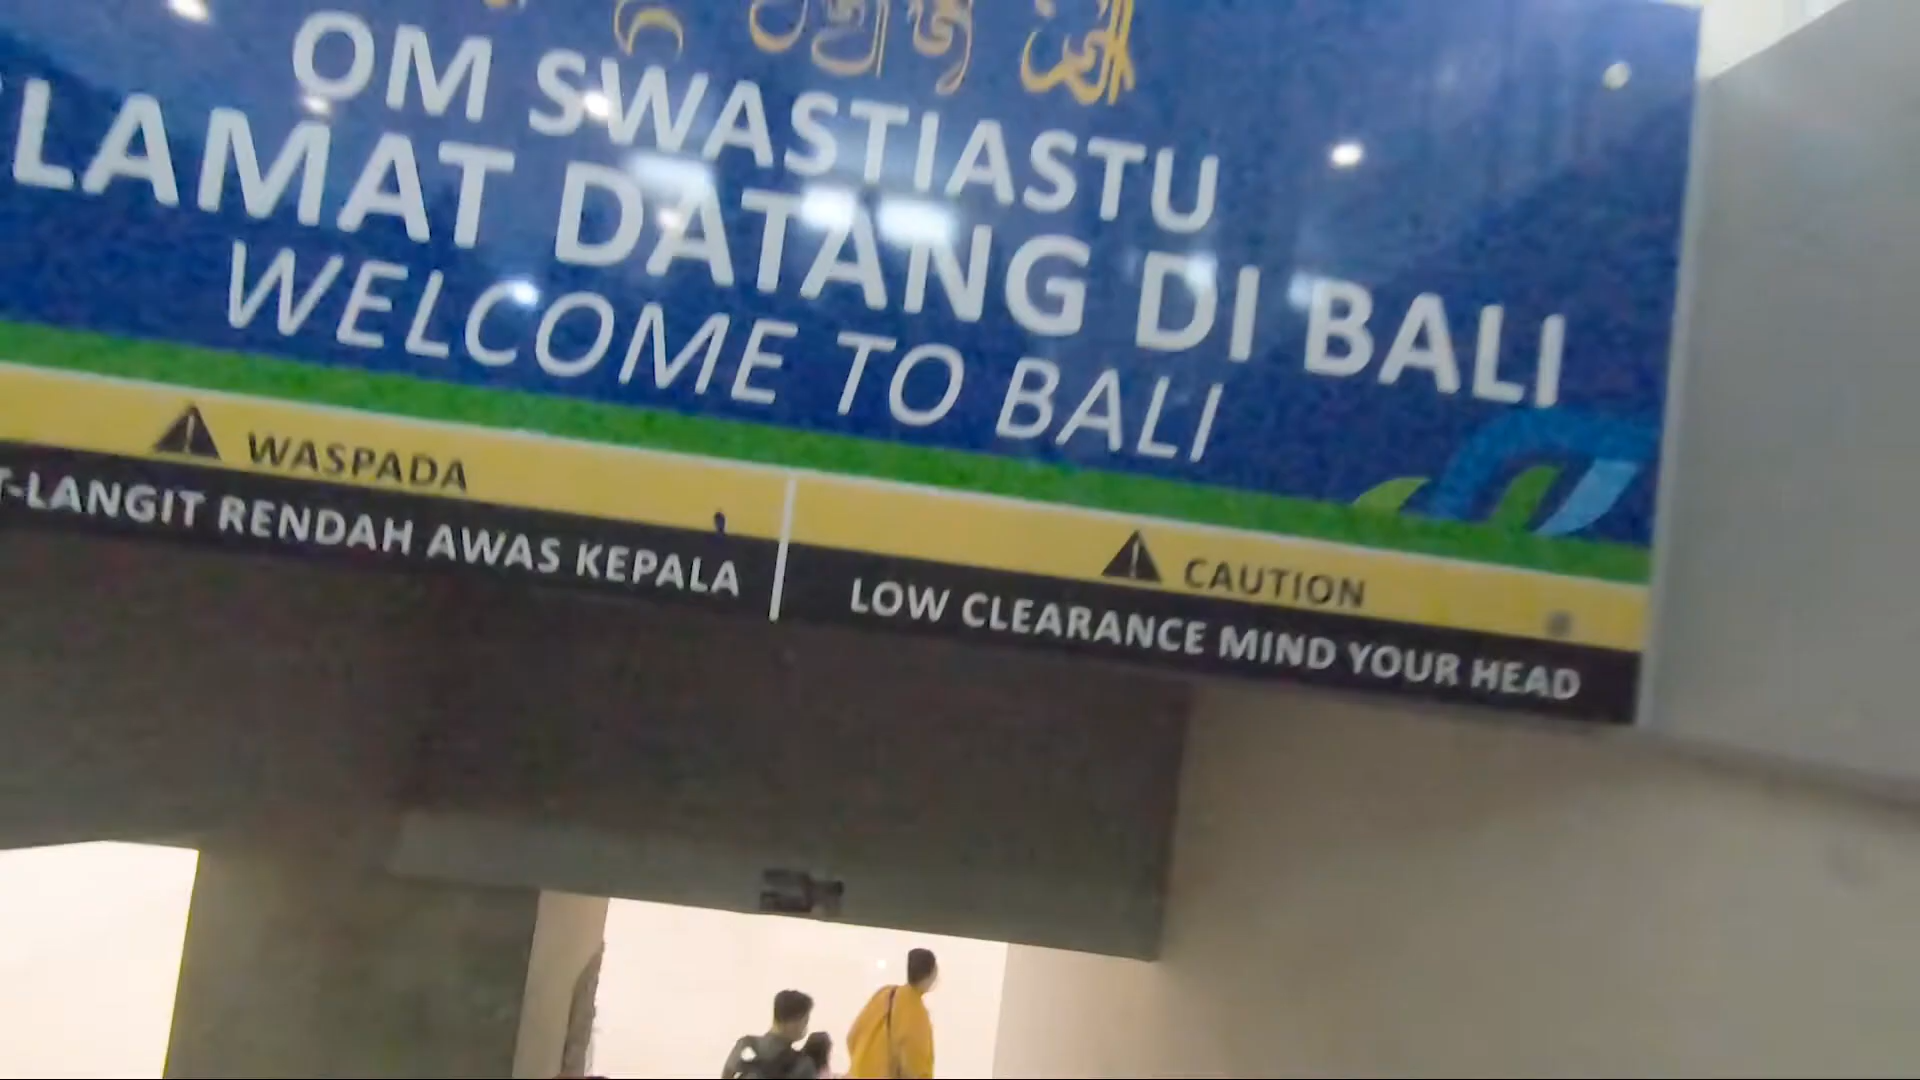 OM SWASTIASTU
LAMAT DATANG DI BALI
WELCOME TO BALI
WASPADA
T-LANGIT RENDAH AWAS KEPALA
CAUTION
LOW CLEARANCE MIND YOUR HEAD